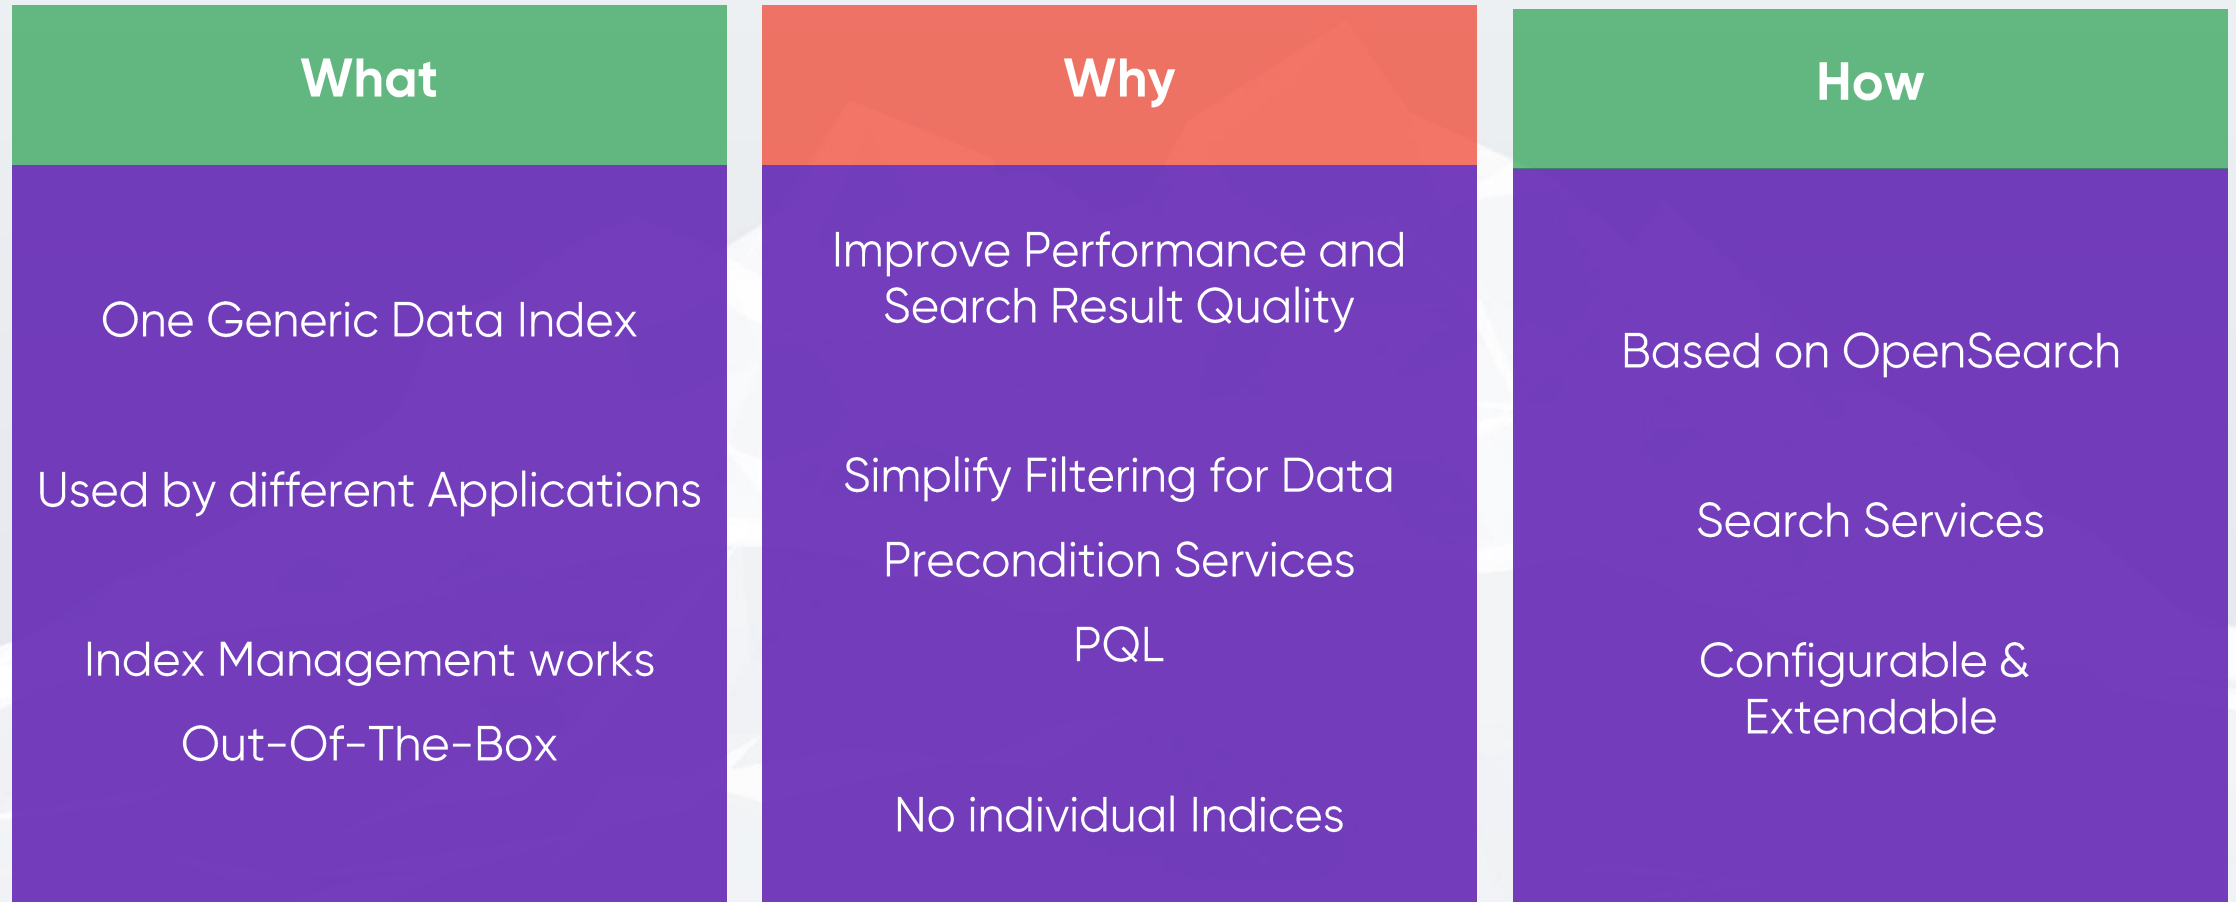 What
One Generic Data Index
Used by different Applications
Index Management works
Out-Of-The-Box
Why
Improve Performance and
Search Result Quality
Simplify Filtering for Data
Precondition Services
PQL
No individual Indices
How
Based on OpenSearch
Search Services
Configurable &
Extendable